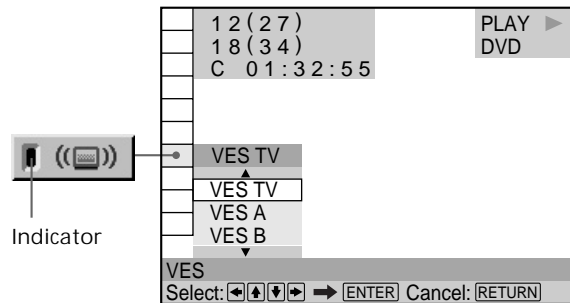 12(27)
18(34)
C 01:32:55
PLAY
DVD
VES TV
VES TV
VES A
VES B
Indicator
VES
Select: ENTER Cancel: RETURN